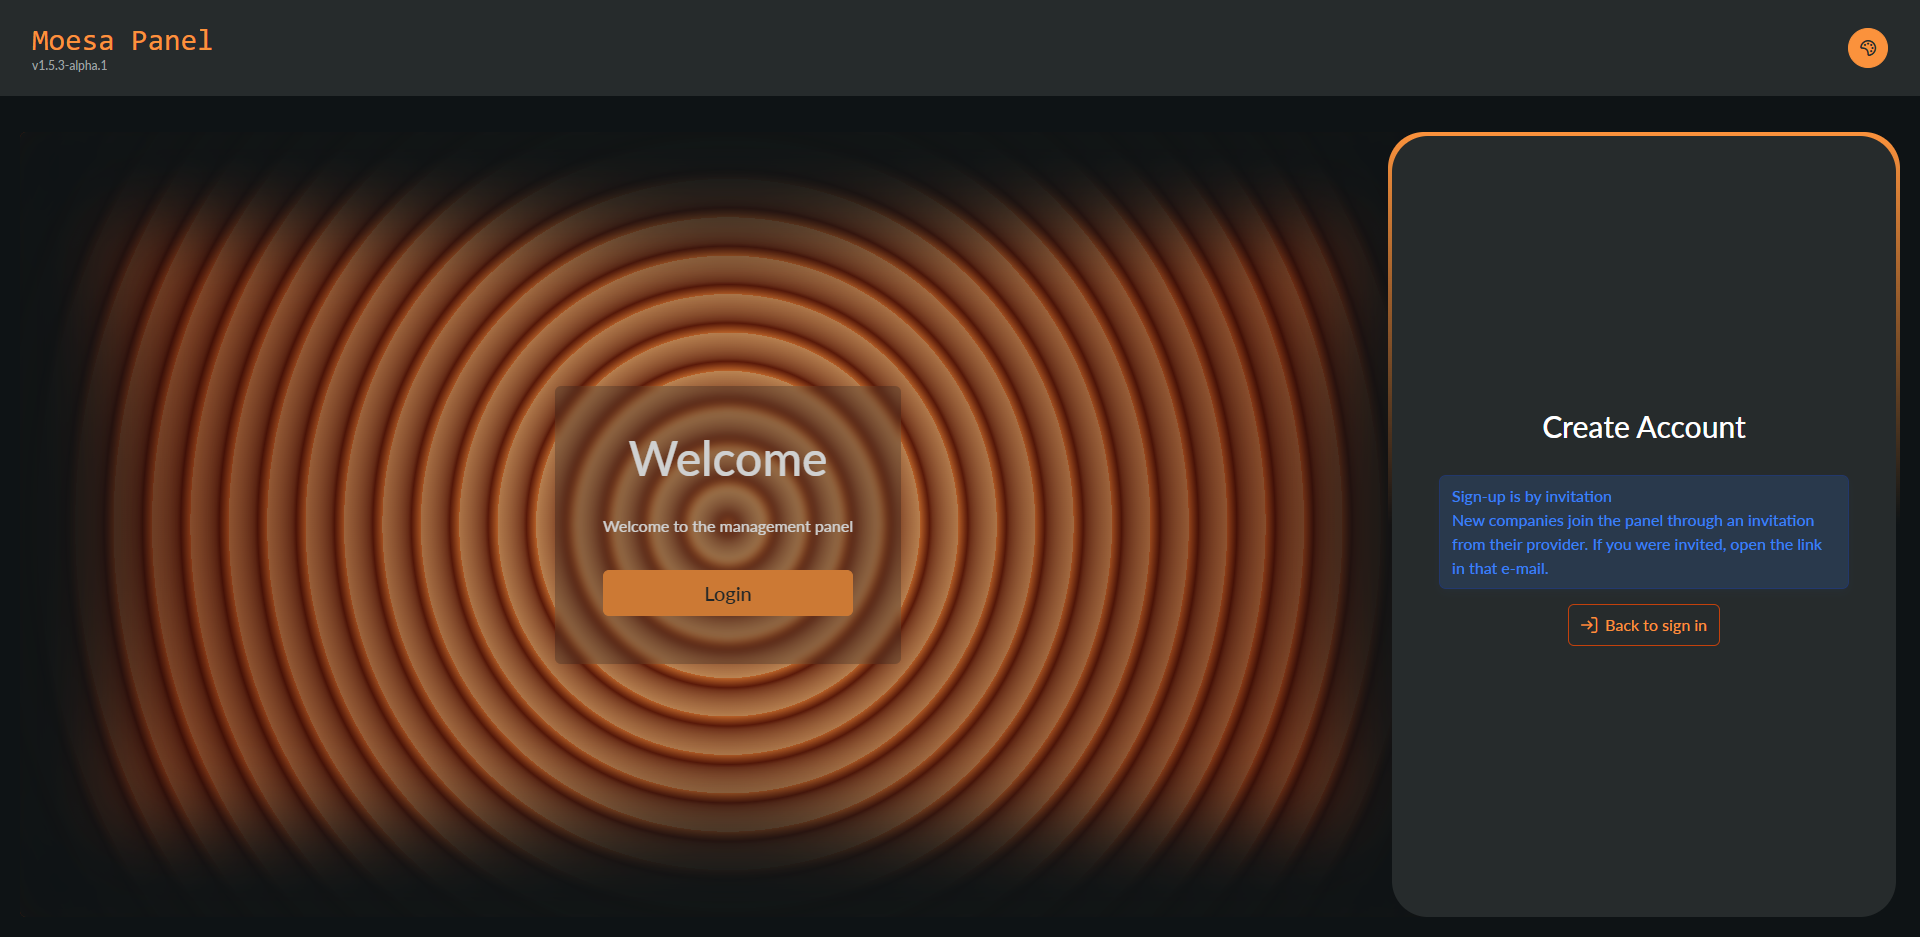 Moesa Panel
v1.5.3-alpha.1
Welcome
Welcome to the management panel
Login
Create Account
Sign-up is by invitation
New companies join the panel through an invitation
from their provider. If you were invited, open the link
in that e-mail.
Back to sign in